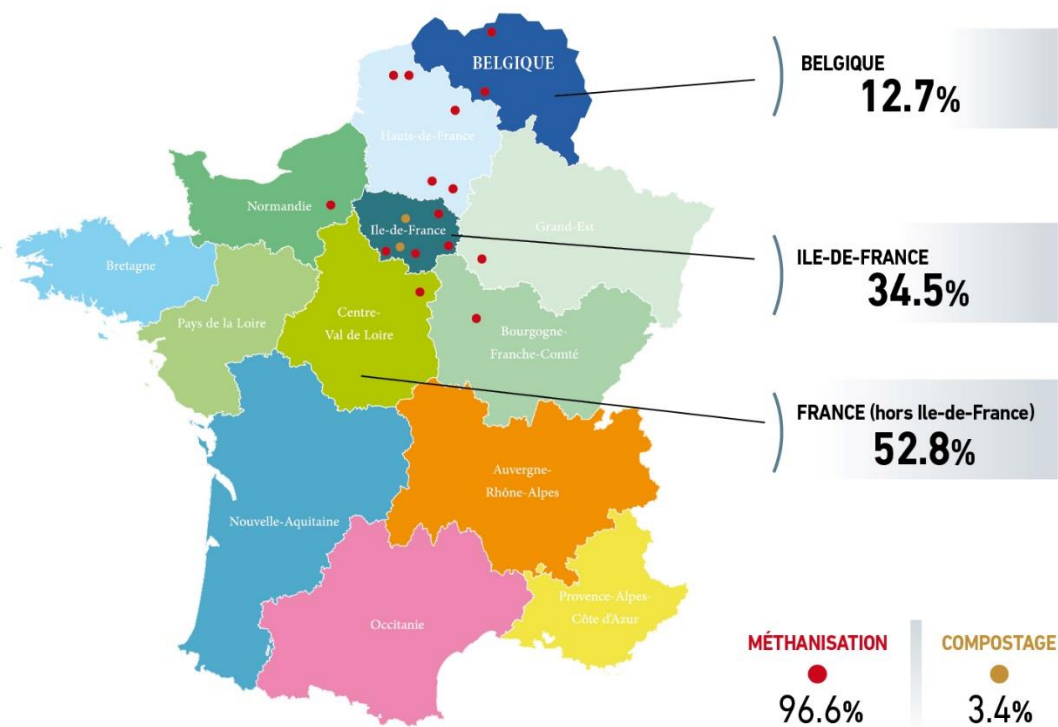 BELGIQUE
Hauts-de-France
Normandie
Ile-de-France
Grand-Est
Bretagne
Pays de la Loire
Centre-
Val de Loire
Bourgogne-
Franche-Comté
Auvergne-
Rhône-Alpes
Nouvelle-Aquitaine
Provence-Alpes-
Côte d'Azur
Occitanie
BELGIQUE
12.7%
ILE-DE-FRANCE
34.5%
FRANCE (hors Ile-de-France)
52.8%
MÉTHANISATION
96.6%
COMPOSTAGE
3.4%